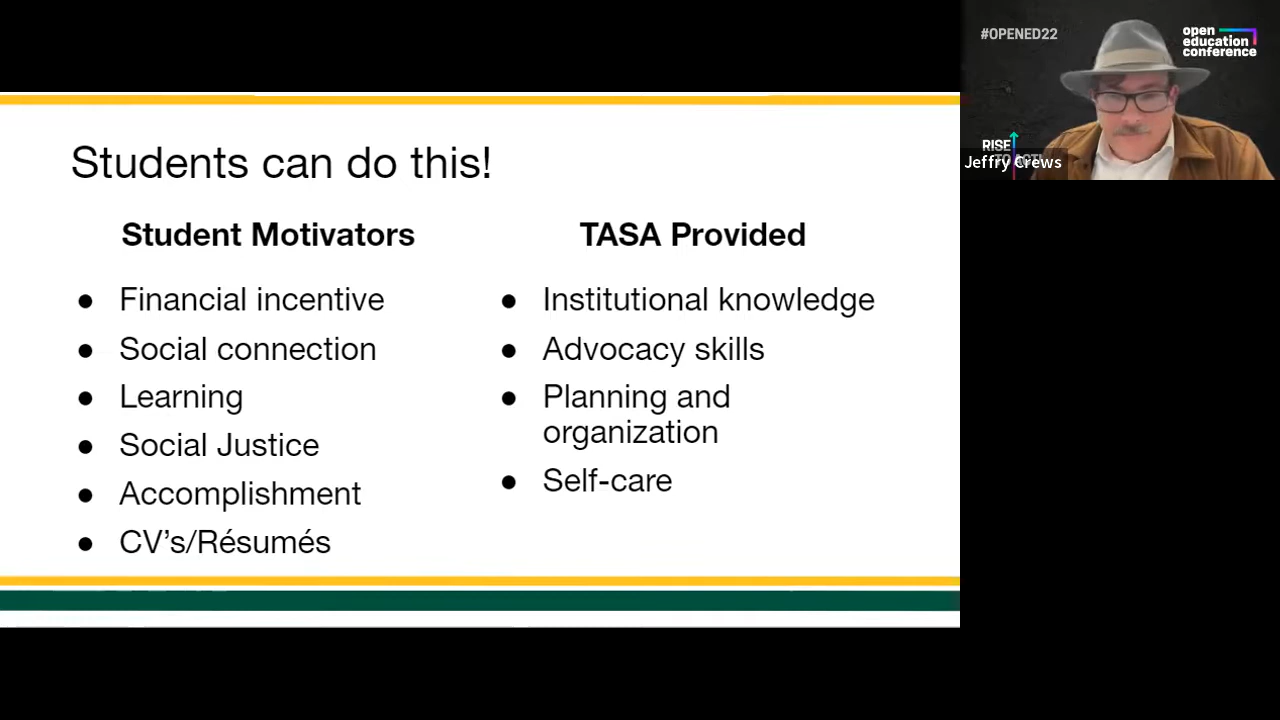 Students can do this!
Student Motivators
● Financial incentive
● Social connection
● Learning
● Social Justice
● Accomplishment
● CV's/Résumés
TASA Provided
● Institutional knowledge
● Advocacy skills
● Planning and
organization
● Self-care
#OPENED22
open
education
conference
RISE
Jeffry Crews